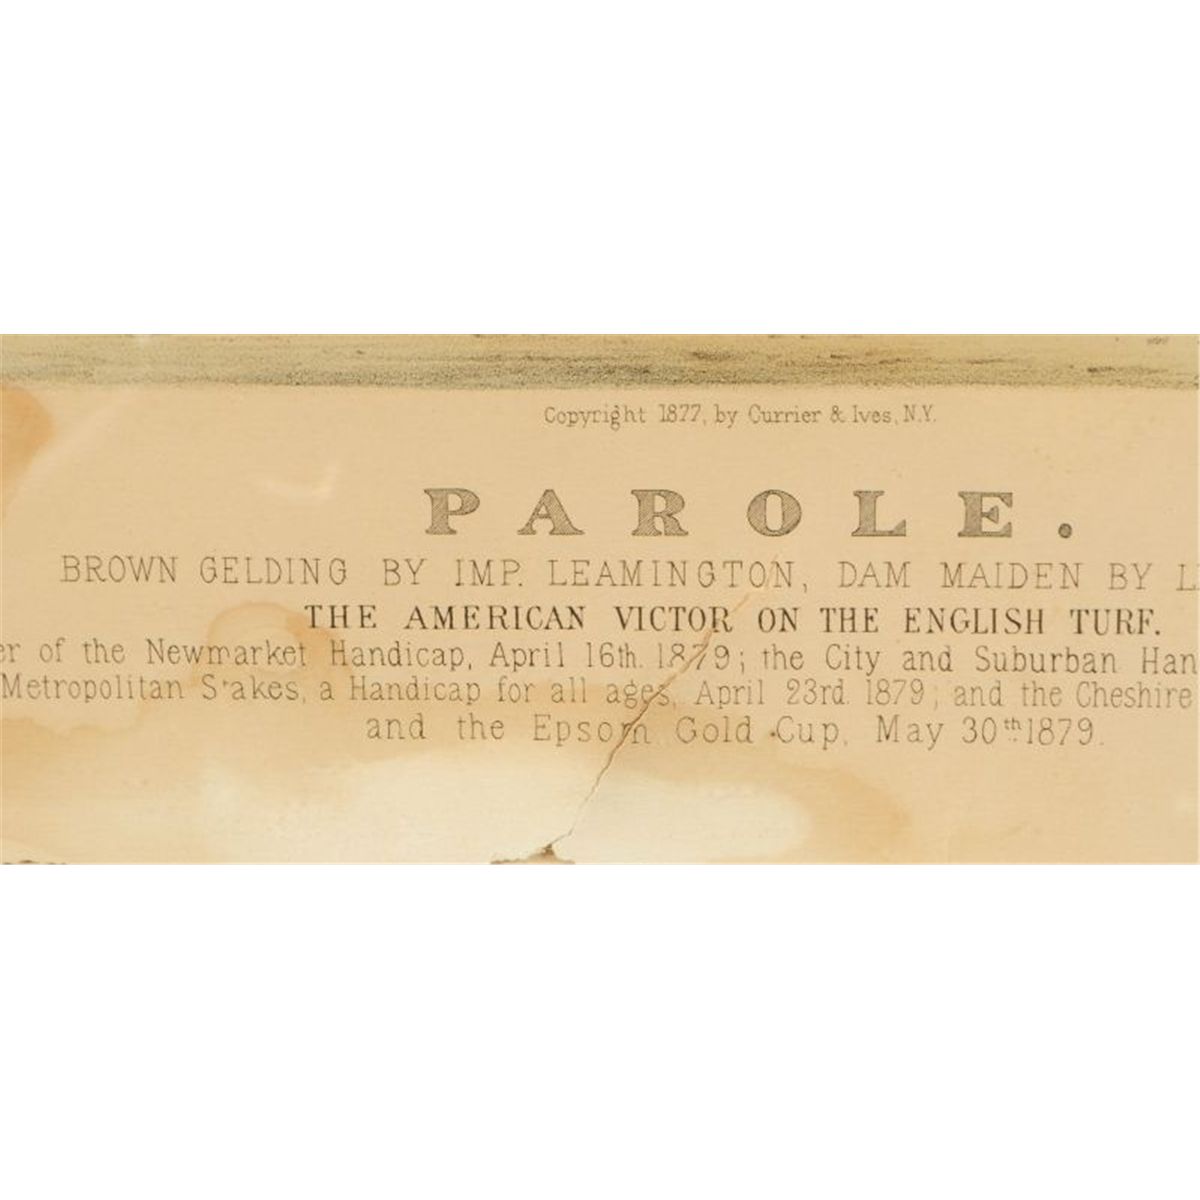 Copyright 1877, by Currier & Ives, N.Y.
PAROLE.
BROWN GELDING BY IMP. LEAMINGTON, DAM MAIDEN BY
THE AMERICAN VICTOR ON THE ENGLISH TURF.
er of the Newmarket Handicap, April 16th. 1879; the City and Suburban Han
Metropolitan Stakes, a Handicap for all ages, April 23rd. 1879; and the Cheshire
and the Epsom Gold Cup, May 30th 1879.